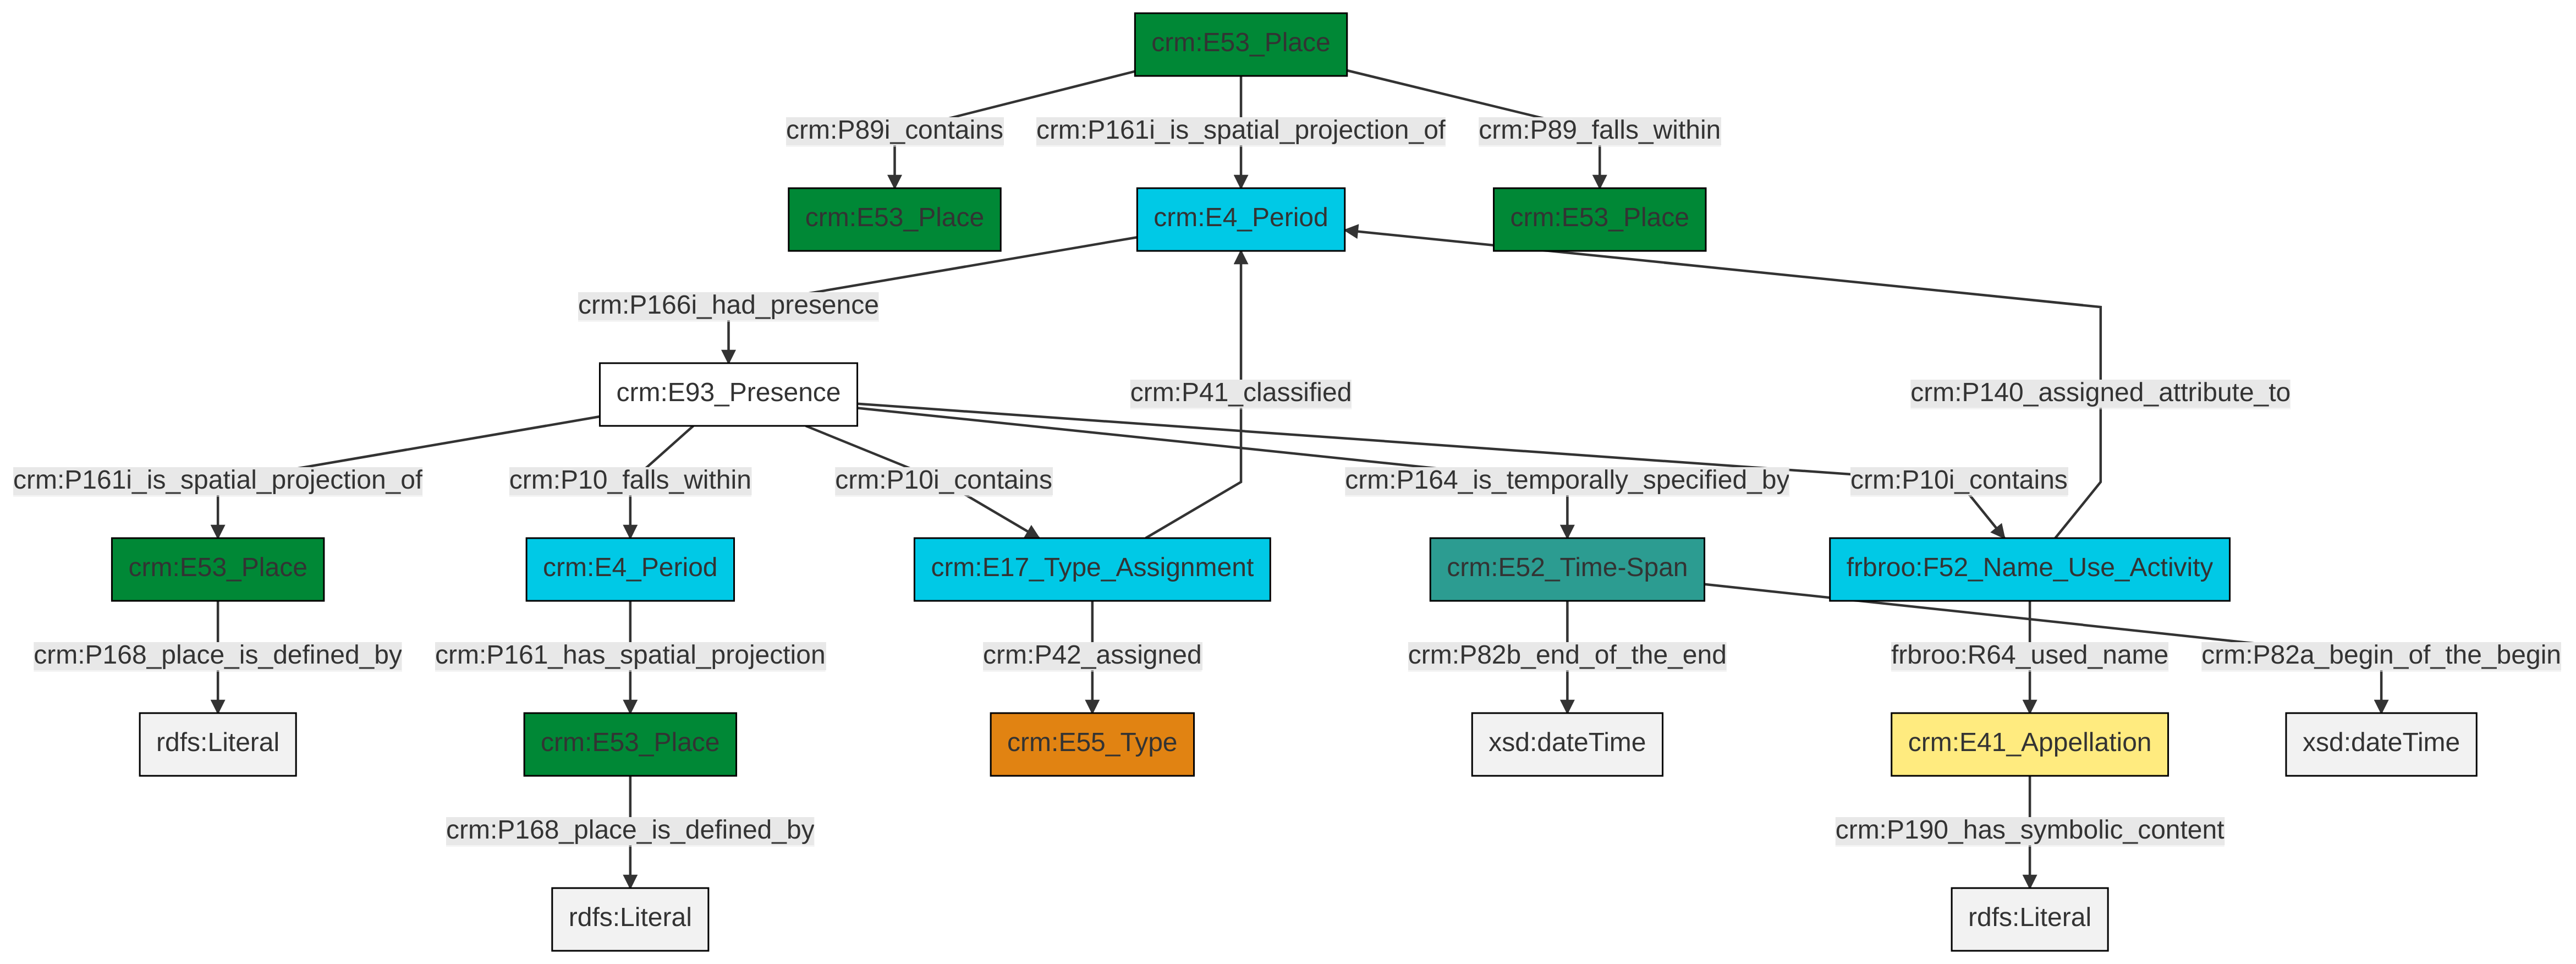 crm:E53_Place
crm:P89i_contains
crm:P161i_is_spatial_projection_of
crm:P89_falls_within
crm:E53_Place
crm:E4_Period
crm:E53_Place
crm:P166i_had_presence
crm:E93_Presence
crm:P41_classified
crm:P140_assigned_attribute_to
crm:P161i_is_spatial_projection_of
crm:P10_falls_within
crm:P10i_contains
crm:P164_is_temporally_specified_by
crm:P10i_contains
crm:E53_Place
crm:E4_Period
crm:E17_Type_Assignment
crm:E52_Time-Span
frbroo:F52_Name_Use_Activity
crm:P168_place_is_defined_by
crm:P161_has_spatial_projection
crm:P42_assigned
crm:P82b_end_of_the_end
frbroo:R64_used_name
crm:P82a_begin_of_the_begin
rdfs:Literal
crm:E53_Place
crm:E55_Type
xsd:dateTime
crm:E41_Appellation
xsd:dateTime
crm:P168_place_is_defined_by
crm:P190_has_symbolic_content
rdfs:Literal
rdfs:Literal